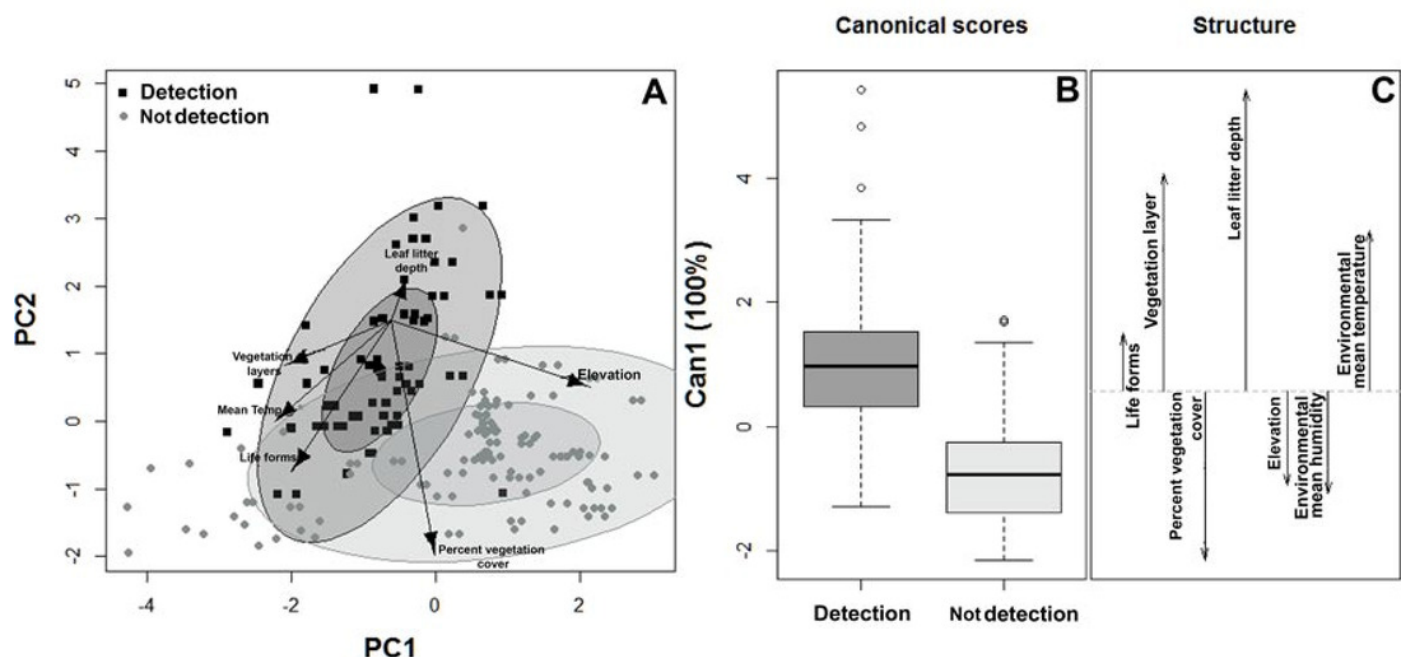 Canonical scores
Structure
Detection
Not detection
A
5
4
3
2
1
0
-1
-2
PC2
Leaf litter
depth
Vegetation
layers
Mean Temp
Life forms
Elevation
Percent vegetation
cover
-4
-2
0
2
PC1
B
Can1 (100%)
4
2
0
-2
Detection
Not detection
C
Life forms
Vegetation layer
Percent vegetation
cover
Leaf litter depth
Elevation
Environmental
mean humidity
Environmental
mean temperature